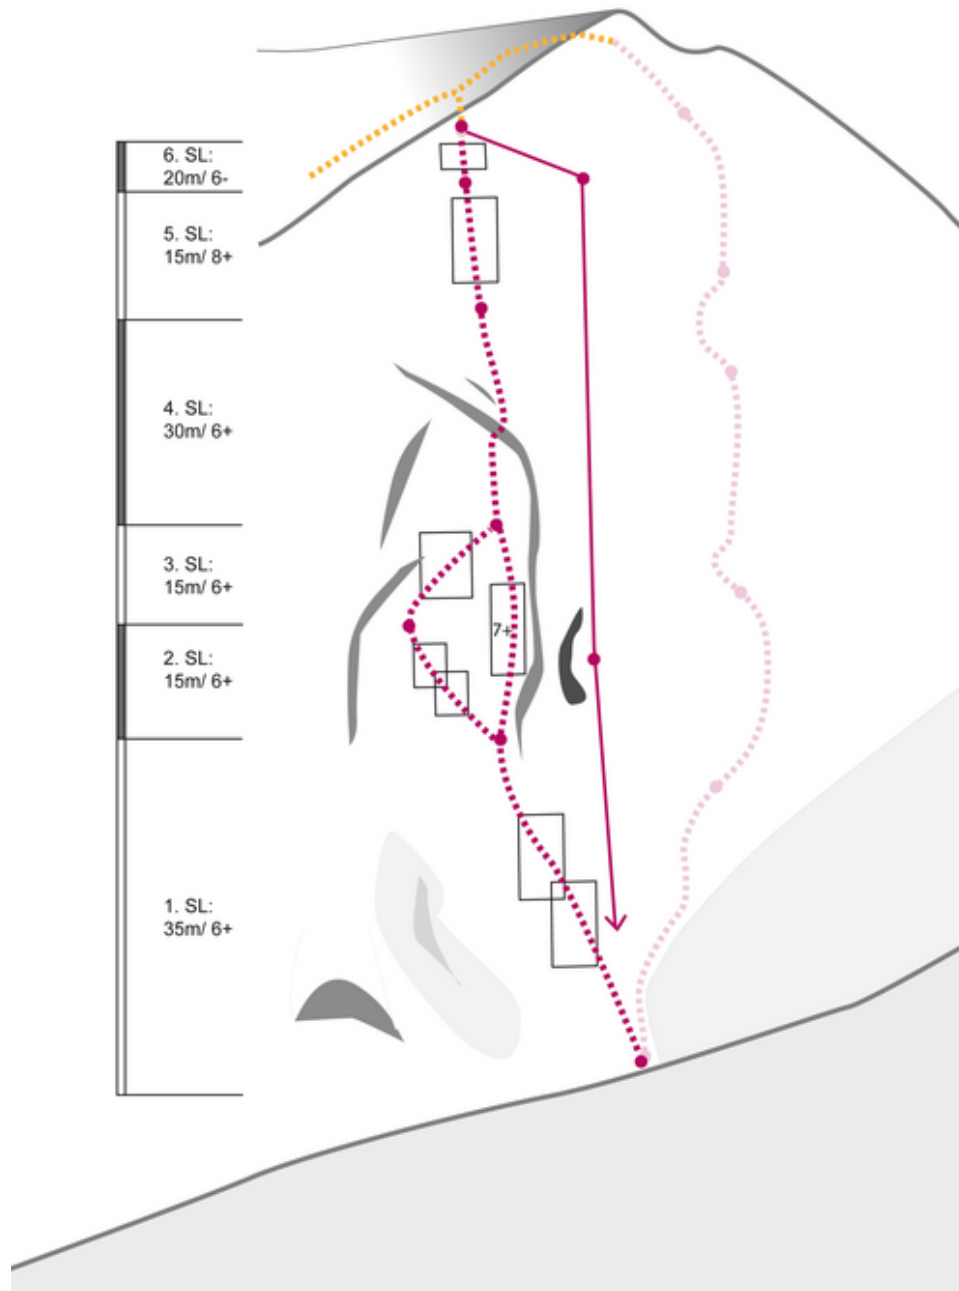 6. SL:
20m/ 6-
5. SL:
15m/ 8+
4. SL:
30m/ 6+
3. SL:
15m/ 6+
7+
2. SL:
15m/ 6+
1. SL:
35m/ 6+